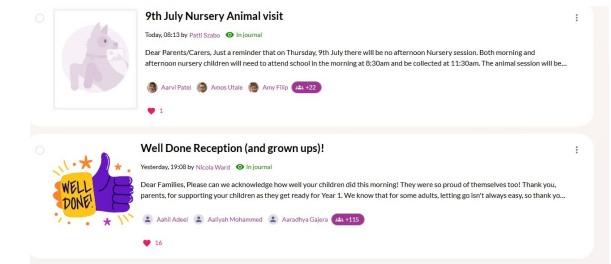 9th July Nursery Animal visit
Today, 08:13 by Patti Szabo In journal
Dear Parents/Carers, Just a reminder that on Thursday, 9th July there will be no afternoon Nursery session. Both morning and
afternoon nursery children will need to attend school in the morning at 8:30am and be collected at 11:30am. The animal session will be...
Aarvi Patel Amos Utale Amy Filip +22
1
Well Done Reception (and grown ups)!
Yesterday, 19:08 by Nicola Ward In journal
WELL
DONE!
Dear Families, Please can we acknowledge how well your children did this morning! They were so proud of themselves too! Thank you,
parents, for supporting your children as they get ready for Year 1. We know that for some adults, letting go isn't always easy, so thank yo...
Aahil Adeel Aaliyah Mohammed Aaradhya Gajera +115
16